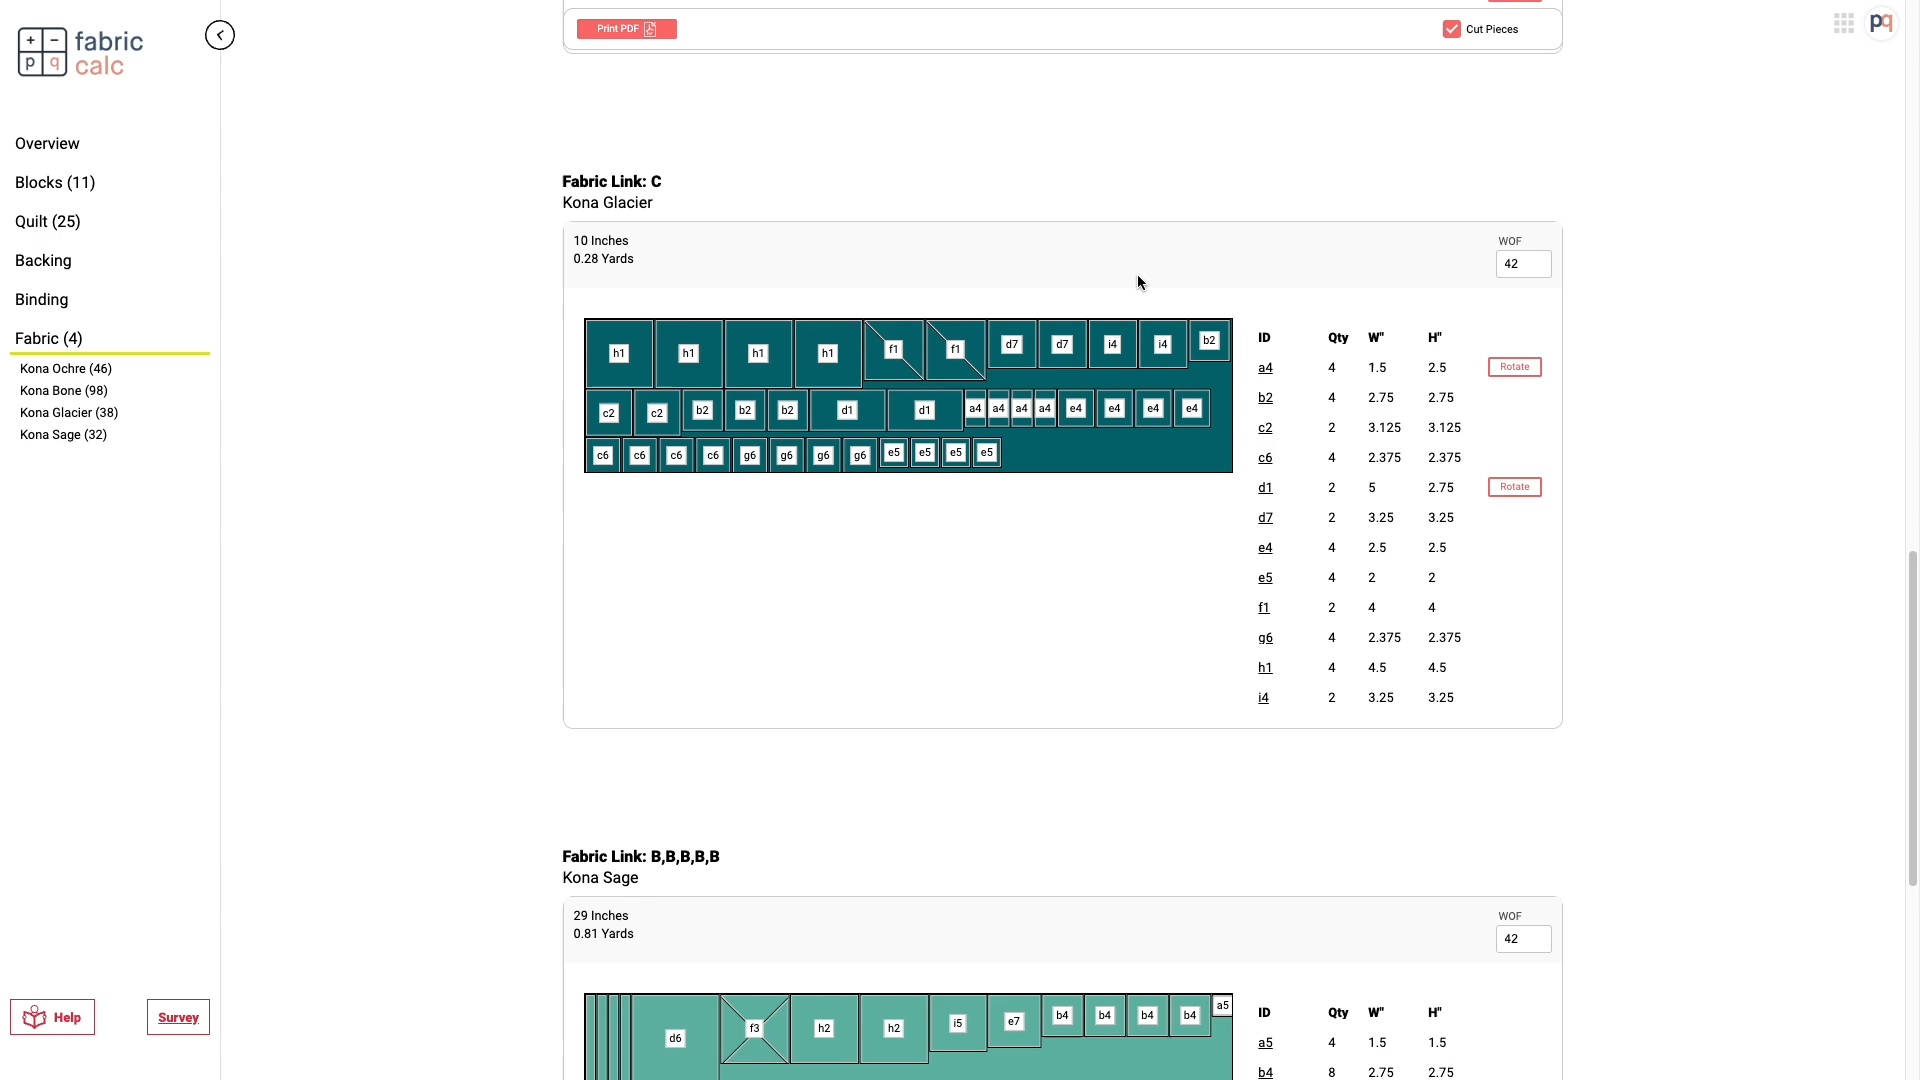 + − fabric
p q calc
Overview
Blocks (11)
Quilt (25)
Backing
Binding
Fabric (4)
Kona Ochre (46)
Kona Bone (98)
Kona Glacier (38)
Kona Sage (32)
Help
Survey
Print PDF
Cut Pieces
pq
Fabric Link: C
Kona Glacier
10 Inches
0.28 Yards
WOF
42
h1 h1 h1 h1 f1 f1 d7 d7 i4 i4 b2
c2 c2 b2 b2 b2 d1 d1 a4 a4 a4 a4 e4 e4 e4 e4
c6 c6 c6 c6 g6 g6 g6 g6 e5 e5 e5 e5
ID Qty W" H"
a4 4 1.5 2.5 Rotate
b2 4 2.75 2.75
c2 2 3.125 3.125
c6 4 2.375 2.375
d1 2 5 2.75 Rotate
d7 2 3.25 3.25
e4 4 2.5 2.5
e5 4 2 2
f1 2 4 4
g6 4 2.375 2.375
h1 4 4.5 4.5
i4 2 3.25 3.25
Fabric Link: B,B,B,B,B
Kona Sage
29 Inches
0.81 Yards
WOF
42
d6 f3 h2 h2 i5 e7 b4 b4 b4 b4 a5
ID Qty W" H"
a5 4 1.5 1.5
b4 8 2.75 2.75